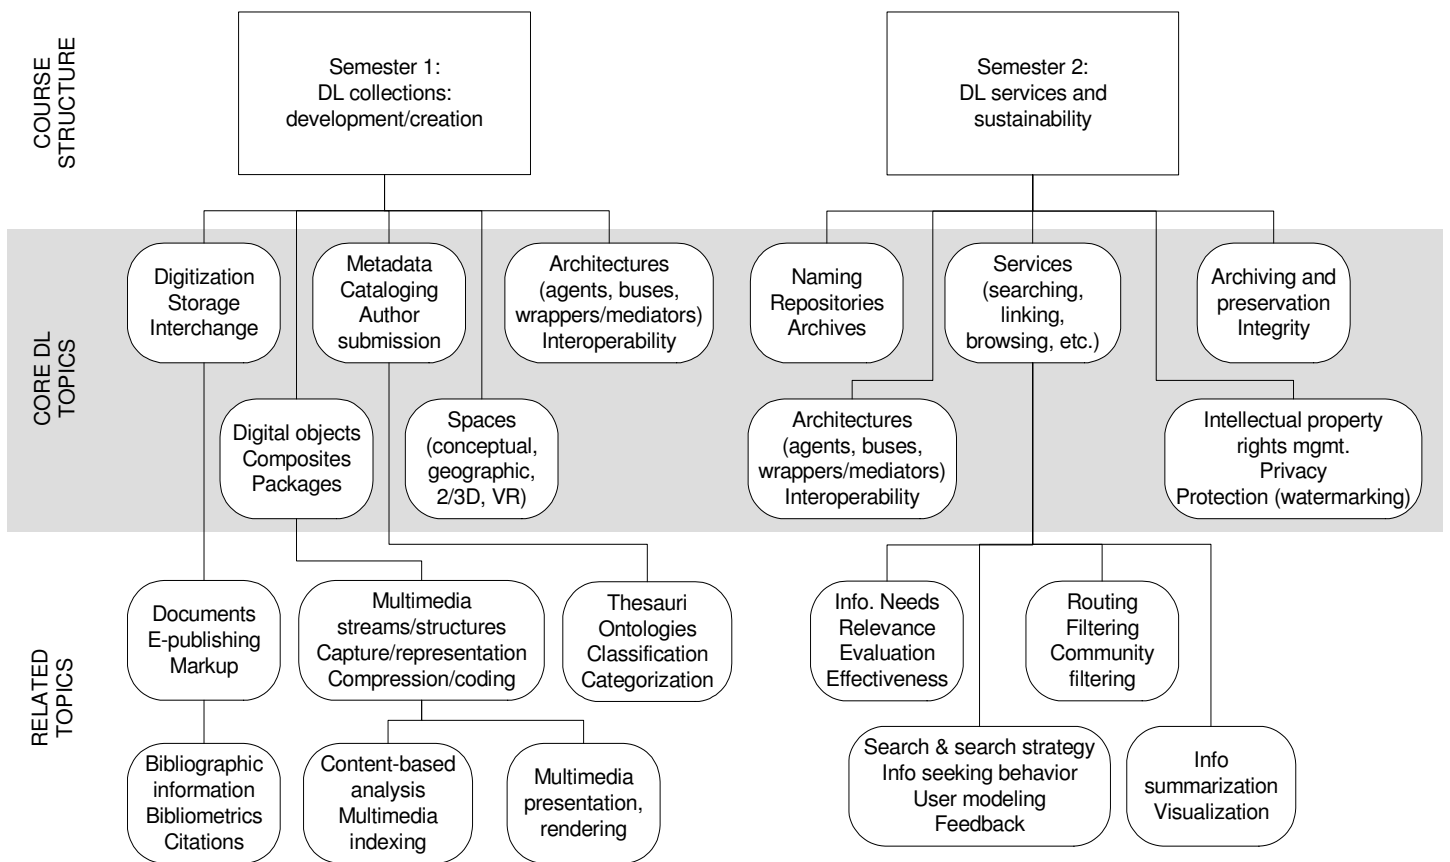 COURSE
STRUCTURE
Semester 1:
DL collections:
development/creation
Semester 2:
DL services and
sustainability
CORE DL
TOPICS
Digitization
Storage
Interchange
Metadata
Cataloging
Author
submission
Architectures
(agents, buses,
wrappers/mediators)
Interoperability
Naming
Repositories
Archives
Services
(searching,
linking,
browsing, etc.)
Archiving and
preservation
Integrity
Digital objects
Composites
Packages
Spaces
(conceptual,
geographic,
2/3D, VR)
Architectures
(agents, buses,
wrappers/mediators)
Interoperability
Intellectual property
rights mgmt.
Privacy
Protection (watermarking)
RELATED
TOPICS
Documents
E-publishing
Markup
Multimedia
streams/structures
Capture/representation
Compression/coding
Thesauri
Ontologies
Classification
Categorization
Info. Needs
Relevance
Evaluation
Effectiveness
Routing
Filtering
Community
filtering
Bibliographic
information
Bibliometrics
Citations
Content-based
analysis
Multimedia
indexing
Multimedia
presentation,
rendering
Search & search strategy
Info seeking behavior
User modeling
Feedback
Info
summarization
Visualization